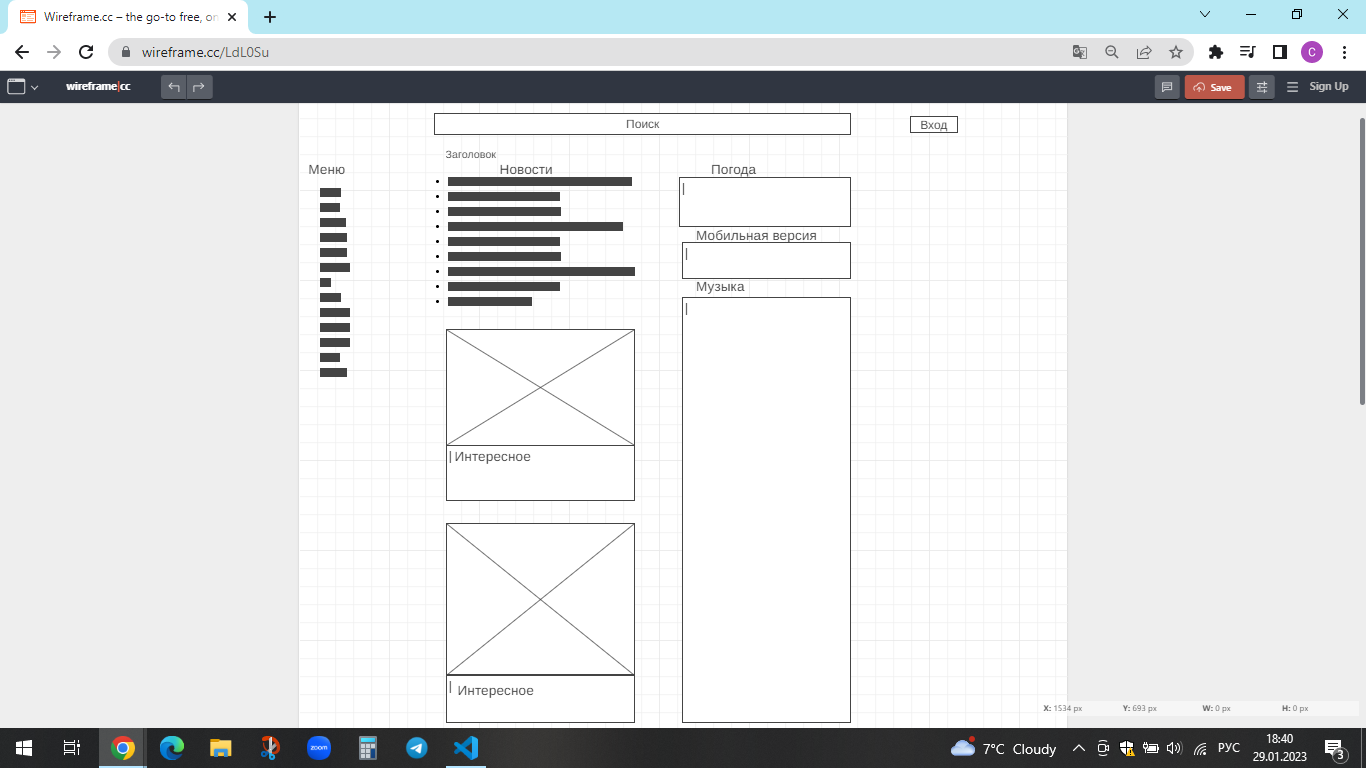 Wireframe.cc – the go-to free, on
wireframe.cc/LdL0Su
C
wireframe|cc
Save
Sign Up
Поиск
Вход
Заголовок
Меню
Новости
Погода
Мобильная версия
Музыка
Интересное
Интересное
X: 1534 px Y: 693 px W: 0 px H: 0 px
zoom
7°C Cloudy
РУС
18:40
29.01.2023
3